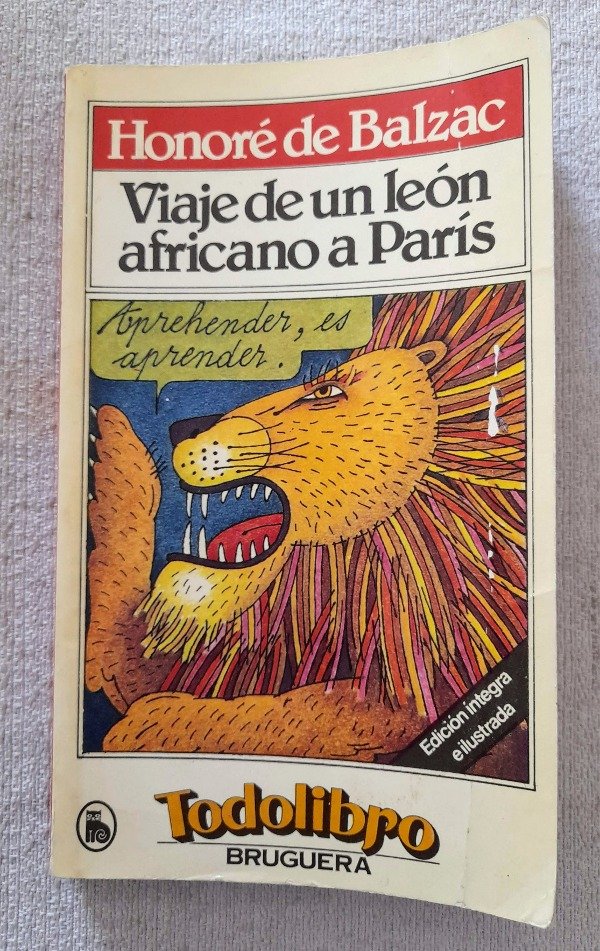 Honoré de Balzac
Viaje de un león
africano a París
Aprehender, es
aprender.
Edición íntegra
e ilustrada
Todolibro
BRUGUERA